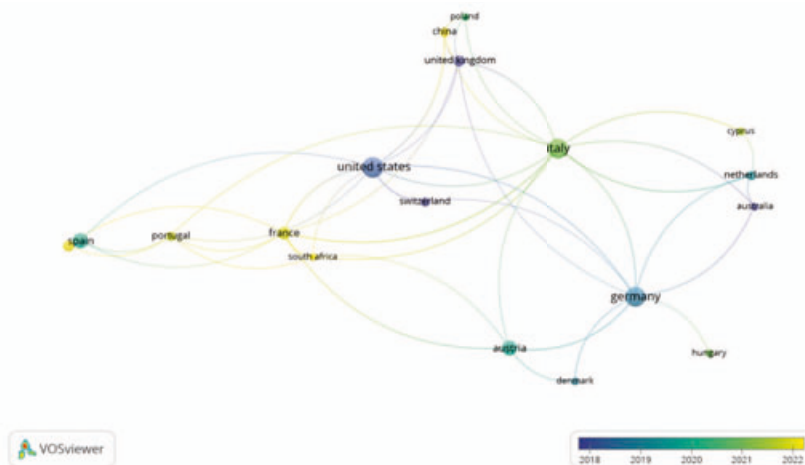 poland
china
united kingdom
italy
cyprus
united states
netherlands
switzerland
australia
spain
portugal
france
south africa
germany
austria
hungary
denmark
VOSviewer
2018 2019 2020 2021 2022